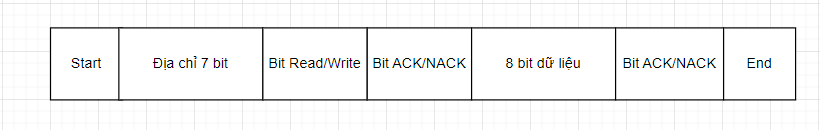 Start Địa chỉ 7 bit Bit Read/Write Bit ACK/NACK 8 bit dữ liệu Bit ACK/NACK End